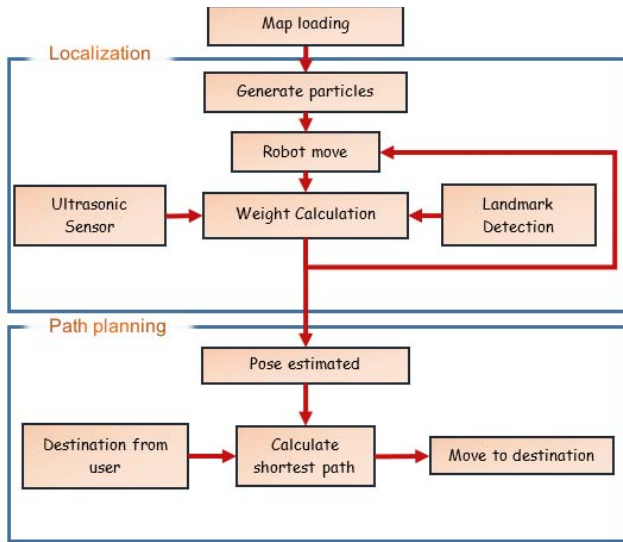 Map loading
Localization
Generate particles
Robot move
Ultrasonic
Sensor
Weight Calculation
Landmark
Detection
Path planning
Pose estimated
Destination from
user
Calculate
shortest path
Move to destination